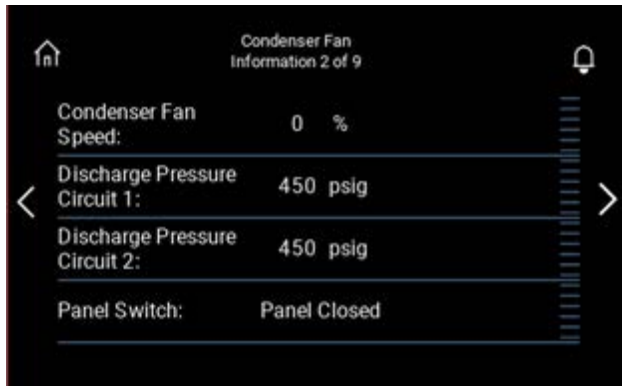 Condenser Fan
Information 2 of 9
Condenser Fan
Speed:
0 %
Discharge Pressure
Circuit 1:
450 psig
Discharge Pressure
Circuit 2:
450 psig
Panel Switch: Panel Closed